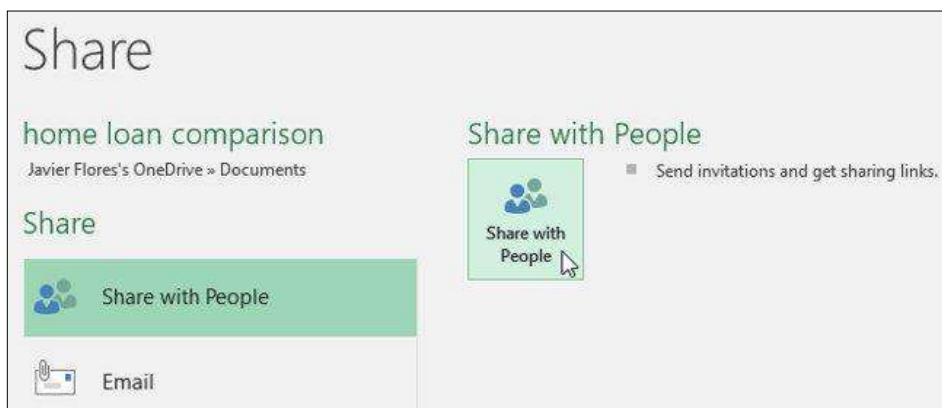 Share
home loan comparison
Javier Flores's OneDrive » Documents
Share
Share with People
Email
Share with People
Share with
People
Send invitations and get sharing links.